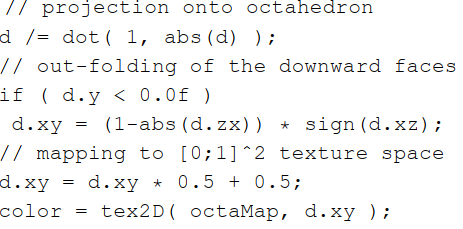 // projection onto octahedron
d /= dot( 1, abs(d) );
// out-folding of the downward faces
if ( d.y < 0.0f )
d.xy = (1-abs(d.zx)) * sign(d.xz);
// mapping to [0;1]^2 texture space
d.xy = d.xy * 0.5 + 0.5;
color = tex2D( octaMap, d.xy );